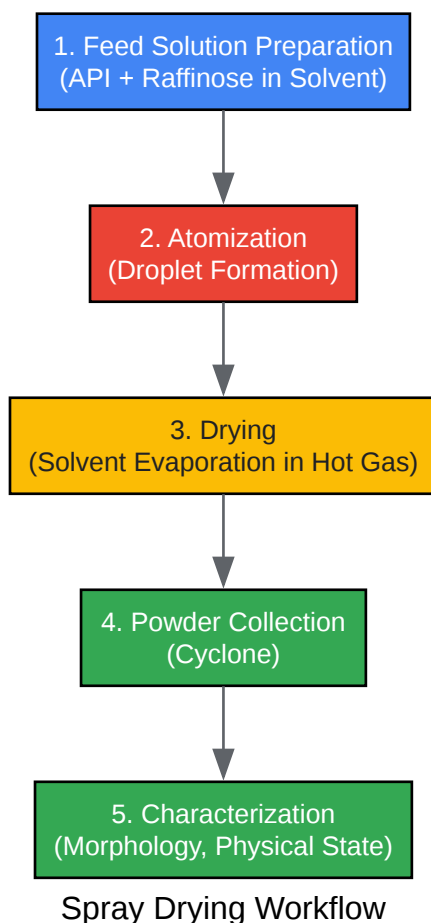 1. Feed Solution Preparation
(API + Raffinose in Solvent)
2. Atomization
(Droplet Formation)
3. Drying
(Solvent Evaporation in Hot Gas)
4. Powder Collection
(Cyclone)
5. Characterization
(Morphology, Physical State)
Spray Drying Workflow